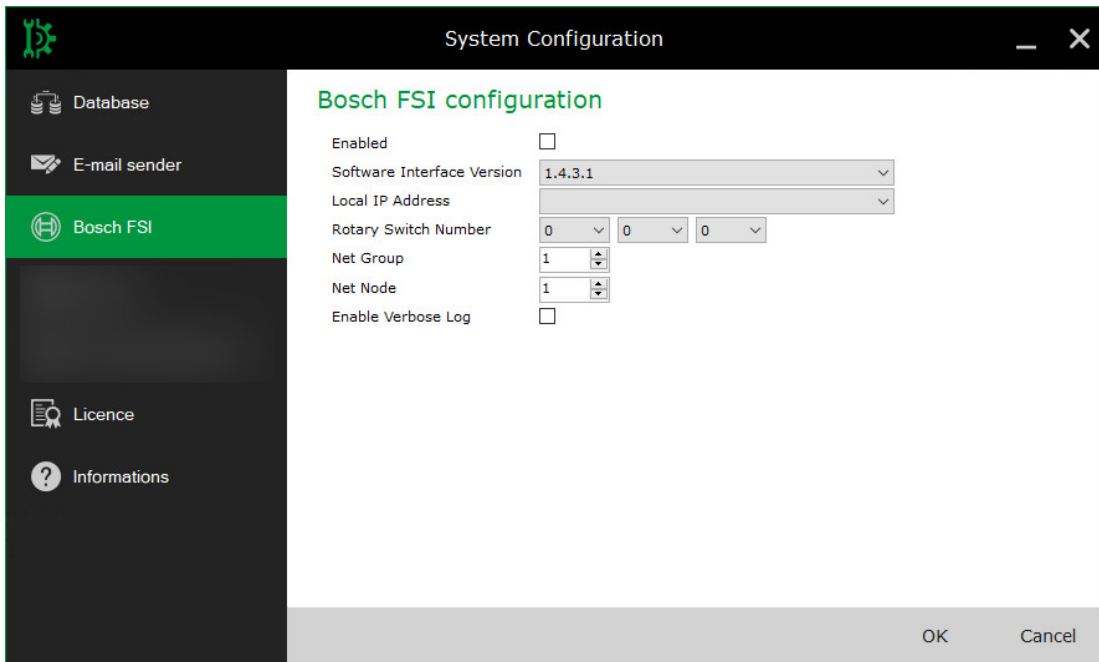 System Configuration
Database
E-mail sender
Bosch FSI
Licence
Informations
Bosch FSI configuration
Enabled
Software Interface Version 1.4.3.1
Local IP Address
Rotary Switch Number 0 0 0
Net Group 1
Net Node 1
Enable Verbose Log
OK Cancel